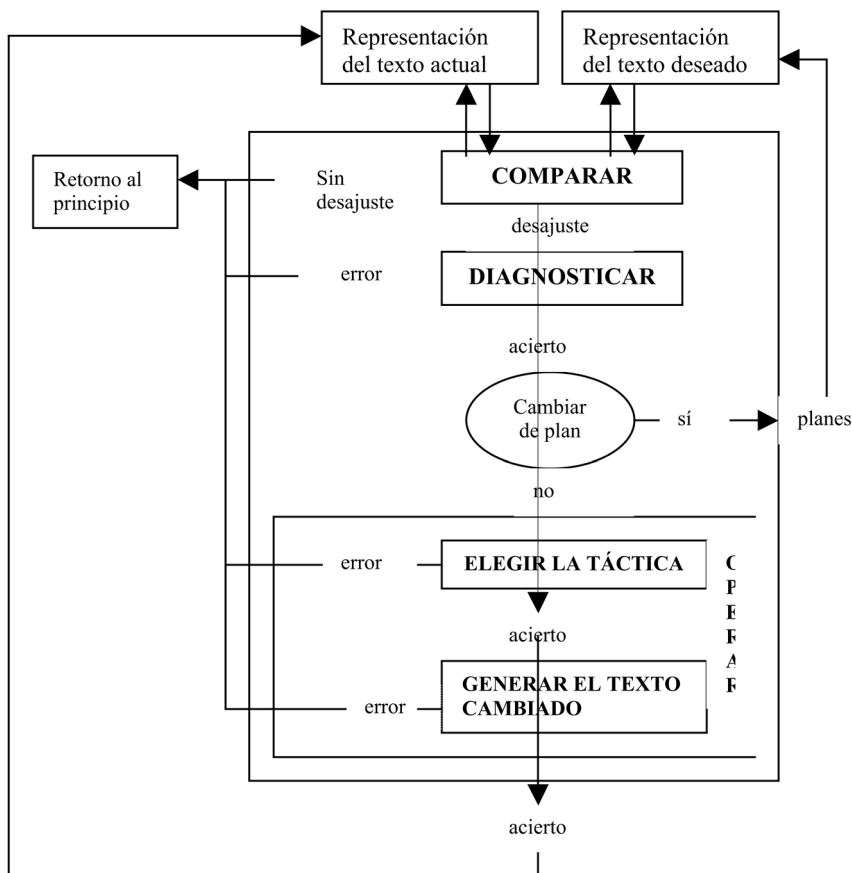 Representación
del texto actual
Representación
del texto deseado
Retorno al
principio
Sin
desajuste
COMPARAR
desajuste
error
DIAGNOSTICAR
acierto
Cambiar
de plan
sí
planes
no
error
ELEGIR LA TÁCTICA
O
P
E
R
A
R
acierto
error
GENERAR EL TEXTO
CAMBIADO
acierto